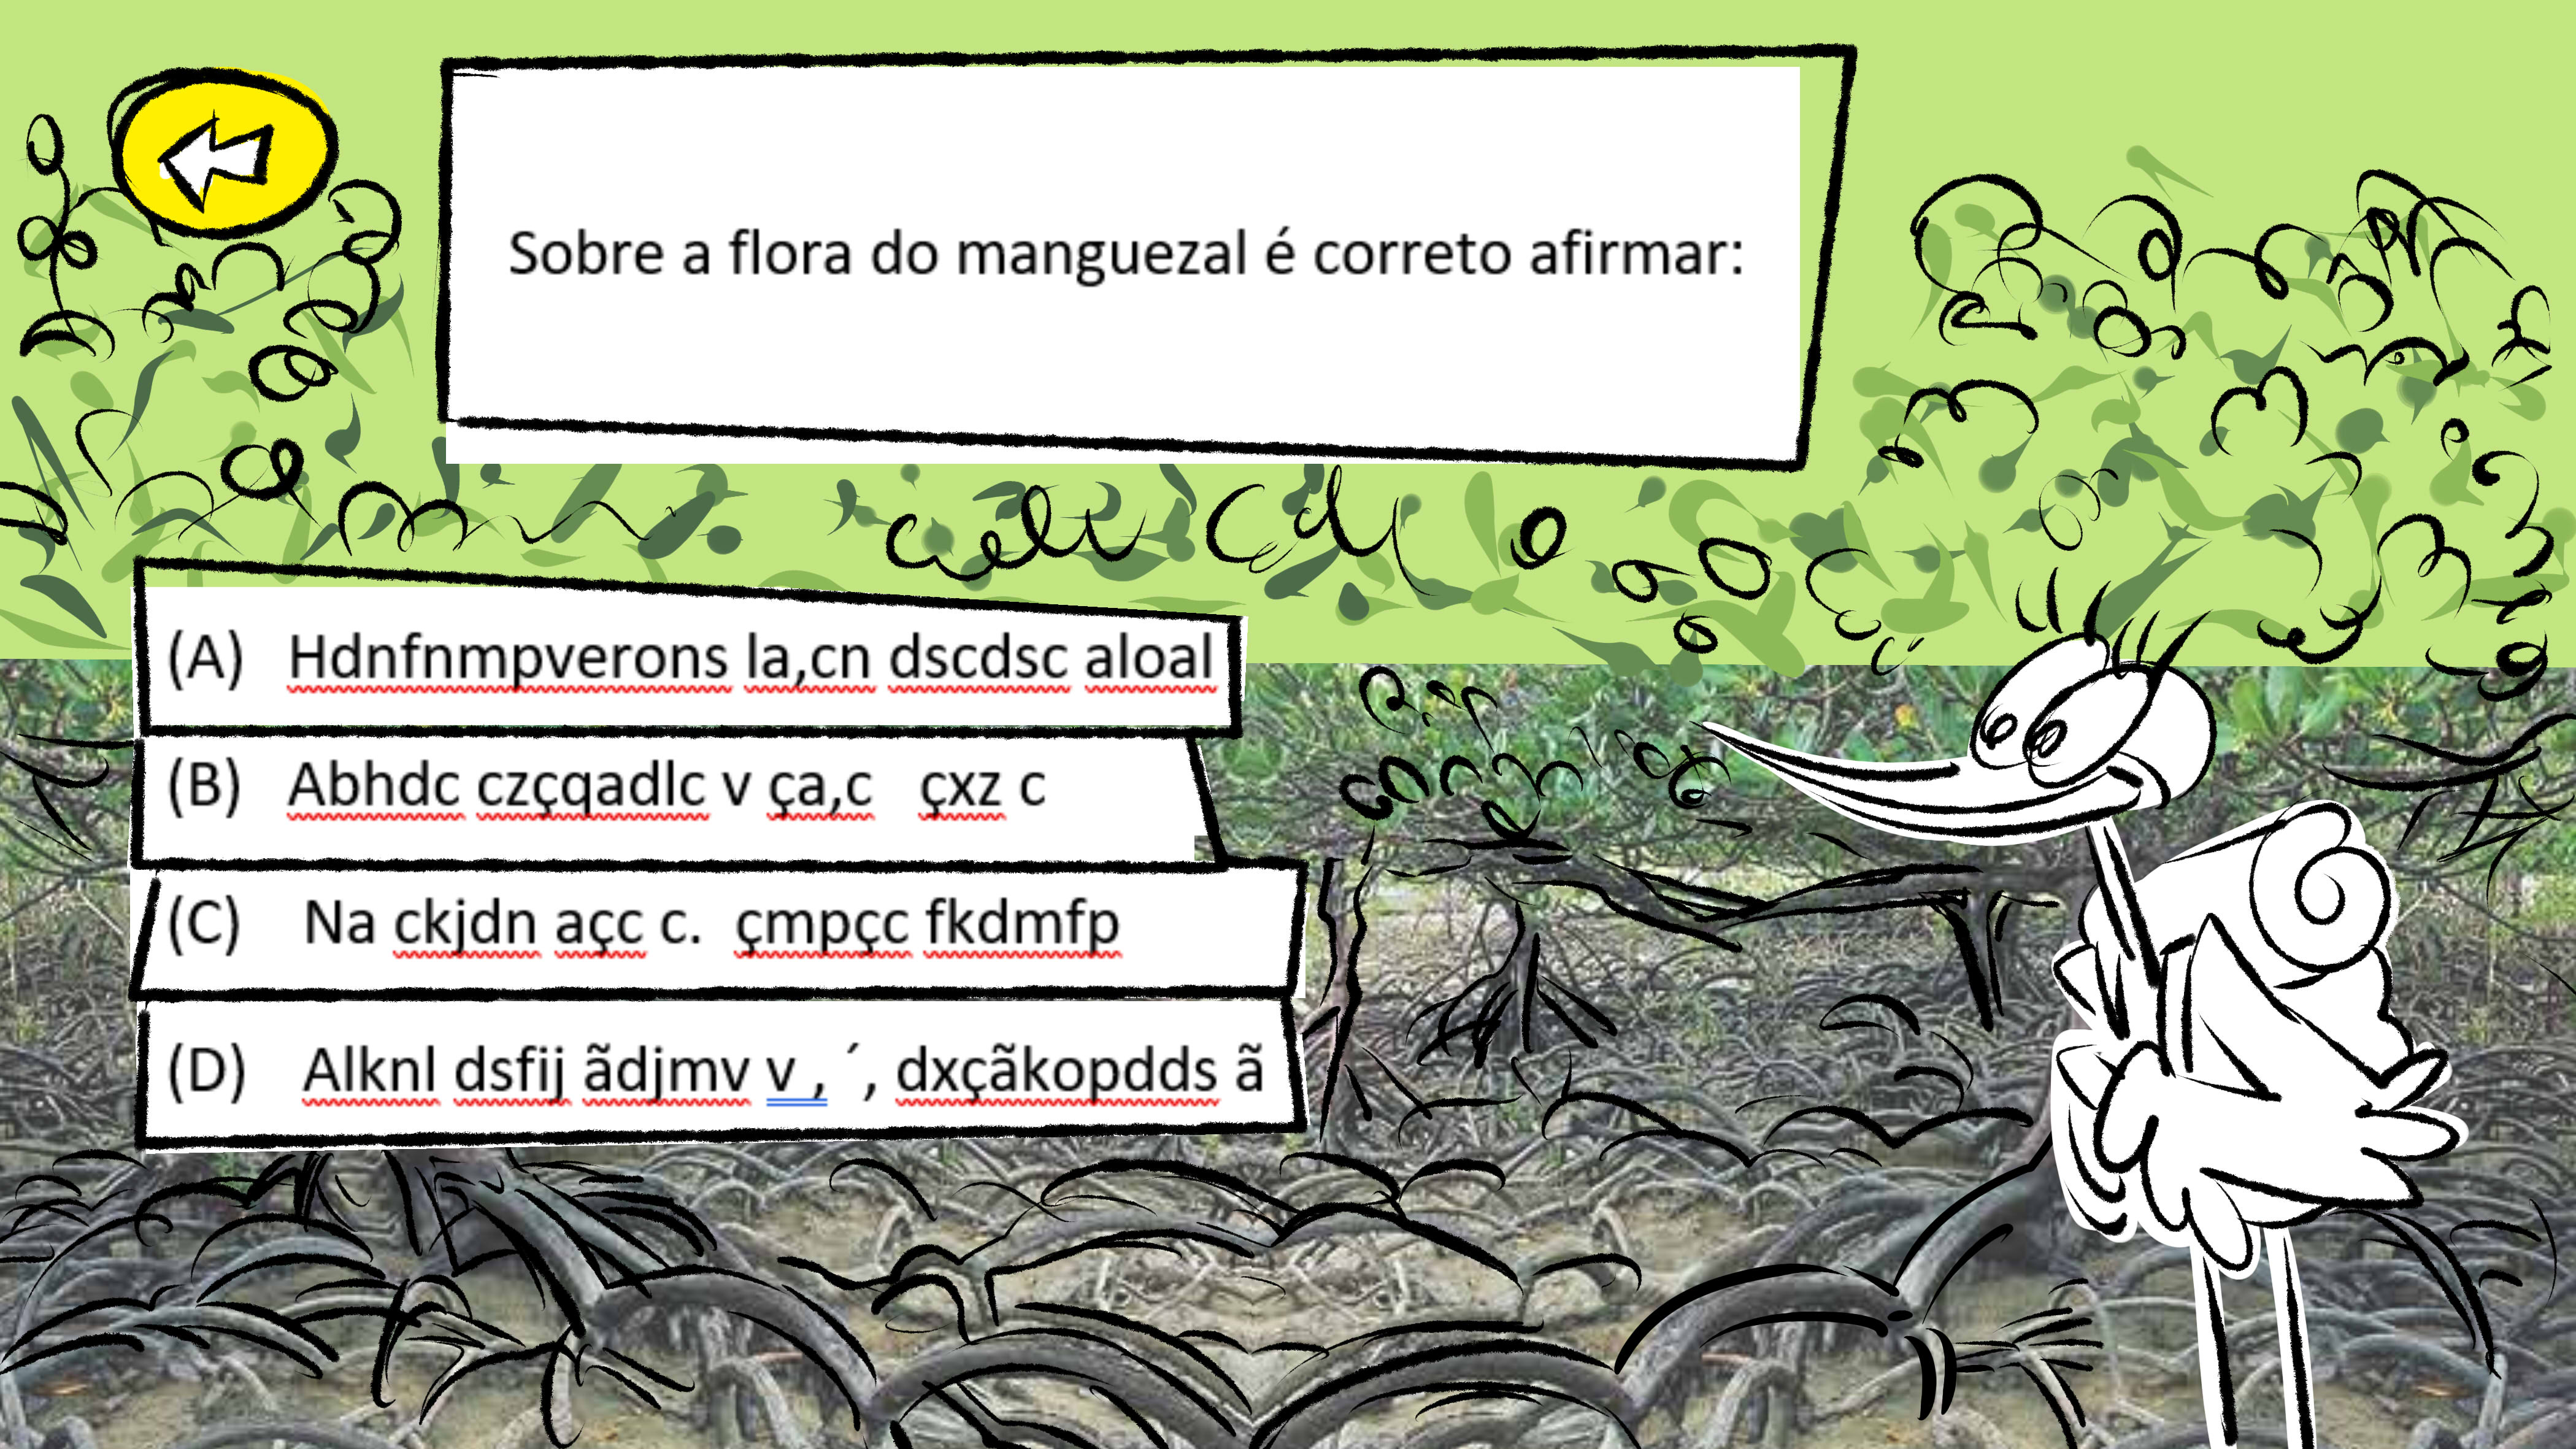 Sobre a flora do manguezal é correto afirmar:
(A) Hdnfnmpverons la,cn dscdsc aloal
(B) Abhdc czçqadlc v ça,c çxz c
(C) Na ckjdn açc c. çmpçc fkdmfp
(D) Alknl dsfij ãdjmv v , ´, dxçãkopdds ã